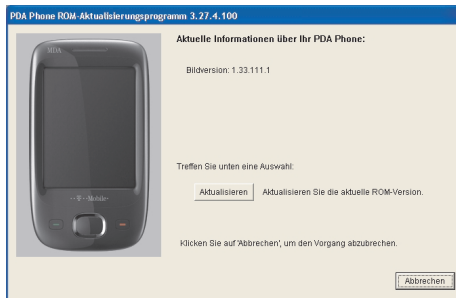 PDA Phone ROM-Aktualisierungsprogramm 3.27.4.100
Aktuelle Informationen über Ihr PDA Phone:
MDA
Bildversion: 1.33.111.1
Treffen Sie unten eine Auswahl:
Aktualisieren Aktualisieren Sie die aktuelle ROM-Version.
T-Mobile
Klicken Sie auf 'Abbrechen', um den Vorgang abzubrechen.
Abbrechen